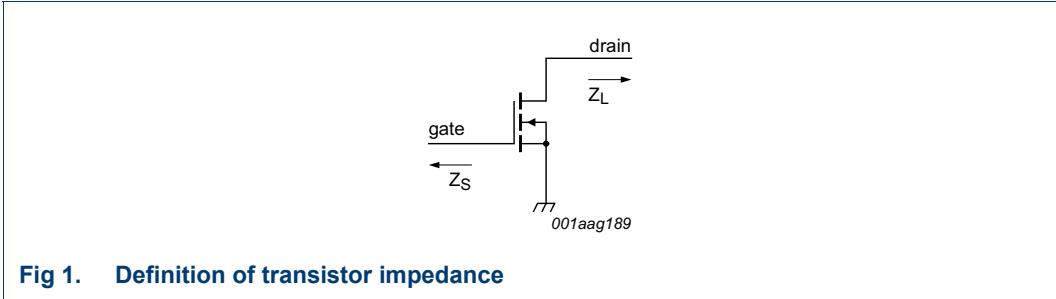 drain
Z_L
gate
Z_S
001aag189
Fig 1. Definition of transistor impedance